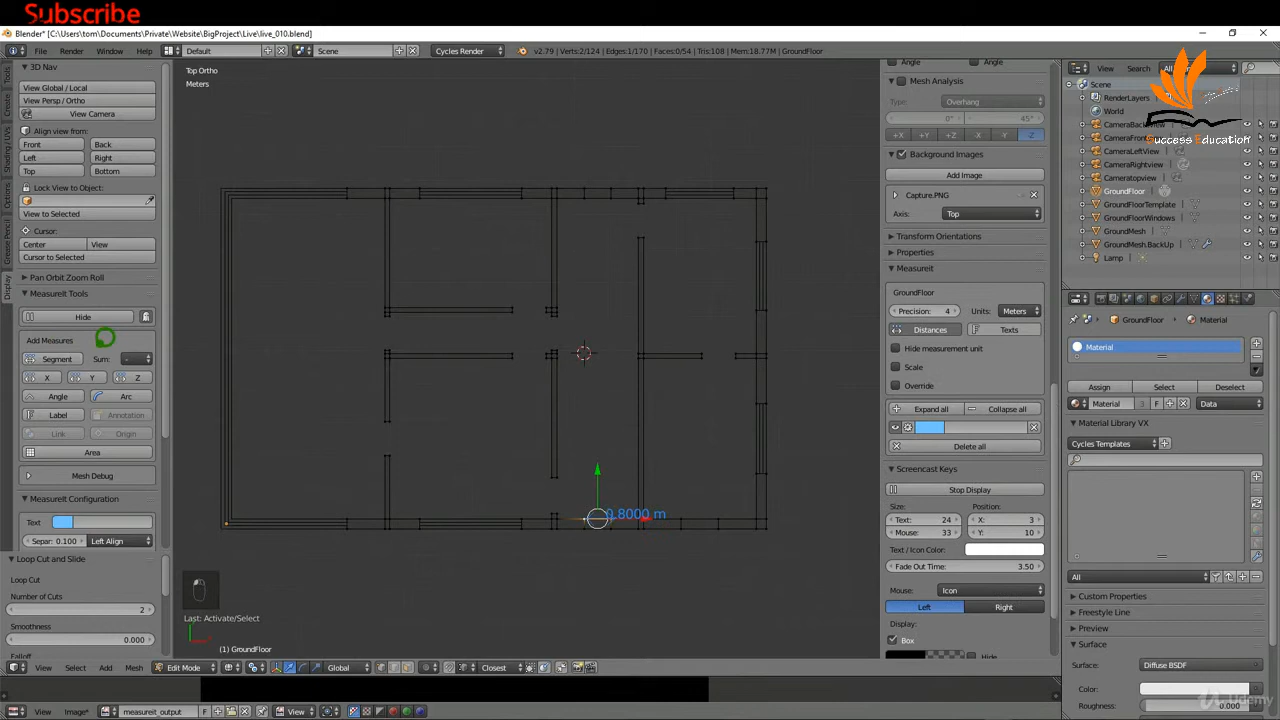 Subscribe
Blender* [C:\Users\tom\Documents\Private\Website\BigProject\Live\live_010.blend]
File Render Window Help Default Scene Cycles Render v2.79 | Verts:2/124 | Edges:1/170 | Faces:0/54 | Tris:108 | Mem:18.77M | GroundFloor
3D Nav
View Global / Local
View Persp / Ortho
View Camera
Align view from:
Front Back
Left Right
Top Bottom
Lock View to Object:
View to Selected
Cursor:
Center View
Cursor to Selected
Pan Orbit Zoom Roll
MeasureIt Tools
Hide
Add Measures
Segment Sum: -
X Y Z
Angle Arc
Label Annotation
Link Origin
Area
Mesh Debug
MeasureIt Configuration
Text
Separ: 0.100 Left Align
Loop Cut and Slide
Loop Cut
Number of Cuts
2
Smoothness
0.000
Falloff
Tools
Create
Shading / UVs
Options
Grease Pencil
Display
Top Ortho
Meters
0.8000 m
Last: Activate/Select
(1) GroundFloor
View Select Add Mesh Edit Mode Global Closest
View Image* measureit_output F View
Angle Angle
Mesh Analysis
Type: Overhang
0° 45°
+X +Y +Z -X -Y Z
Background Images
Add Image
Capture.PNG
Axis: Top
Transform Orientations
Properties
Measureit
GroundFloor
Precision: 4 Units: Meters
Distances Texts
Hide measurement unit
Scale
Override
Expand all Collapse all
Delete all
Screencast Keys
Stop Display
Size: Position:
Text: 24 X: 3
Mouse: 33 Y: 10
Text / Icon Color:
Fade Out Time: 3.50
Mouse: Icon
Left Right
Display:
Box
Hide
View Search All
Scene
RenderLayers
World
CameraFron
CameraLeftView
CameraRightview
Cameratopview
GroundFloor
GroundFloorTemplate
GroundFloorWindows
GroundMesh
GroundMesh.BackUp
Lamp
Success Education
GroundFloor Material
Material
Assign Select Deselect
Material 3 F Data
Material Library VX
Cycles Templates
All
Custom Properties
Freestyle Line
Preview
Surface
Surface: Diffuse BSDF
Color:
Roughness: 0.000
Udemy